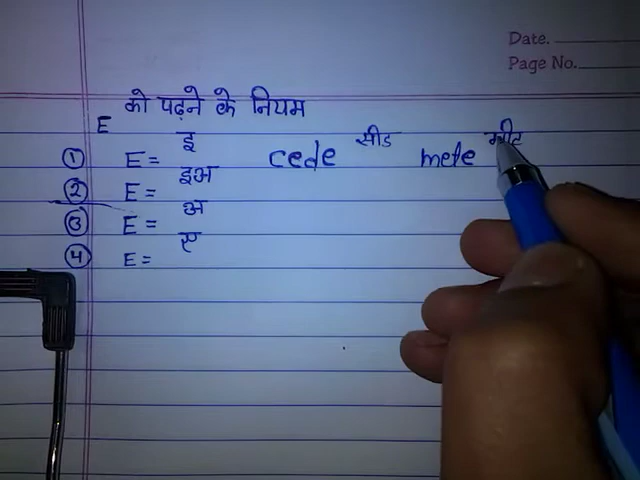 Date.
Page No.
E को पढ़ने के नियम
① E = इ cede सीड mete मीट
② E = इअ
③ E = अ
④ E = ए